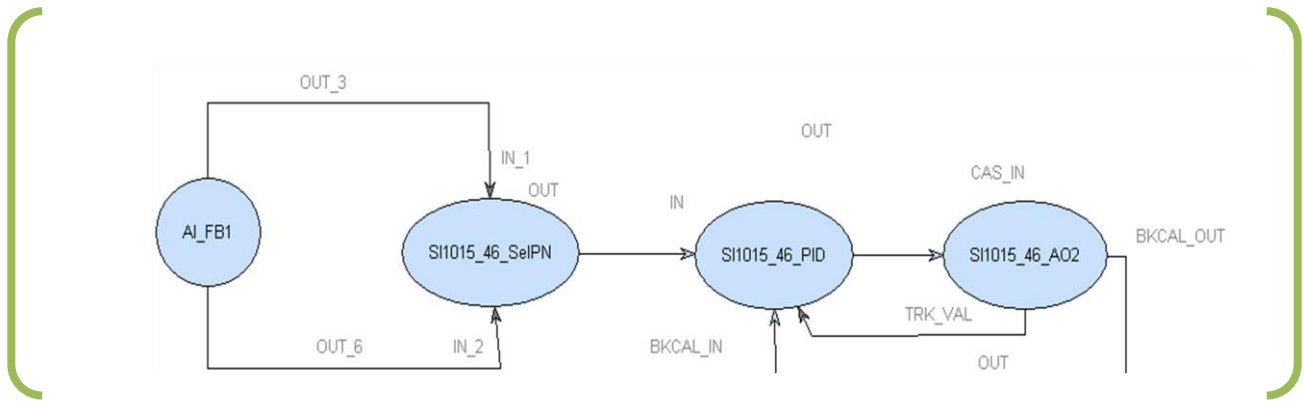 OUT_3
OUT
IN_1
CAS_IN
OUT
IN
AI_FB1
BKCAL_OUT
SI1015_46_SelPN
SI1015_46_PID
SI1015_46_AO2
TRK_VAL
OUT_6
IN_2
BKCAL_IN
OUT